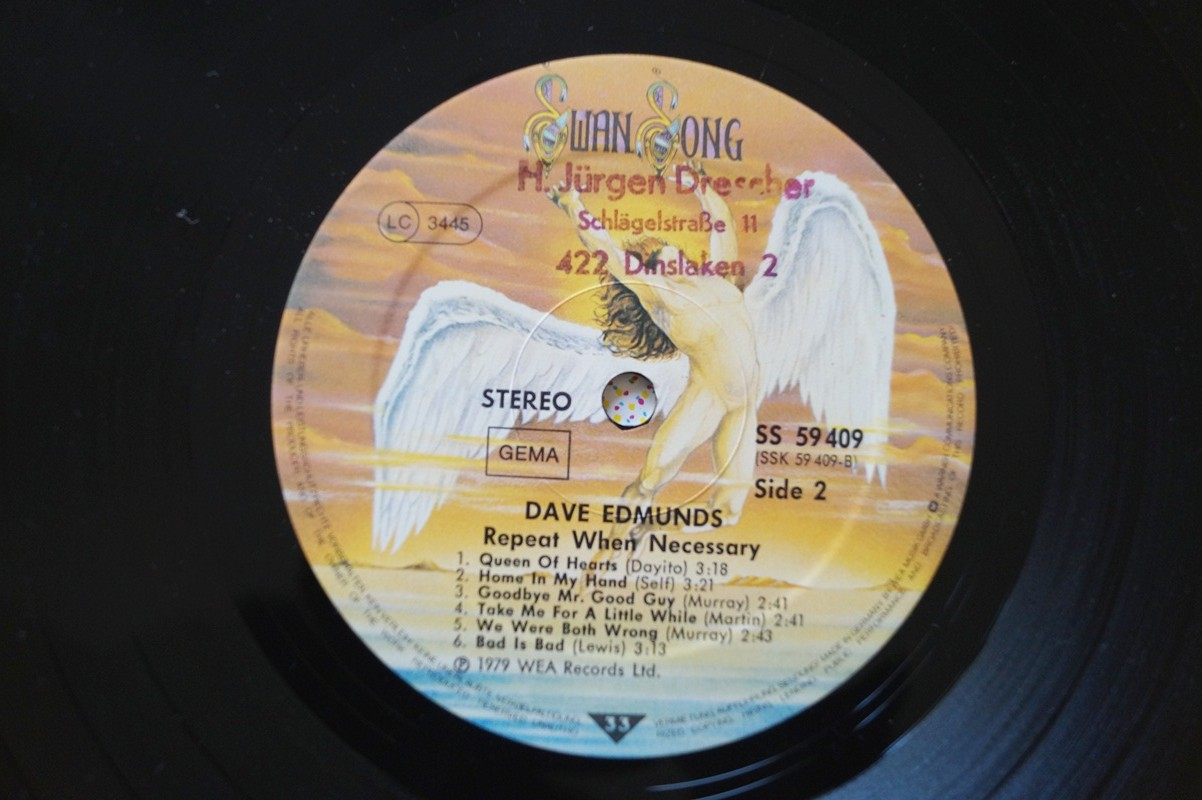 SWAN SONG
H. Jürgen Drescher
Schlägelstraße 11
422 Dinslaken 2
LC 3445
STEREO
GEMA
SS 59 409
(SSK 59 409-B)
Side 2
DAVE EDMUNDS
Repeat When Necessary
1. Queen Of Hearts (Dayito) 3:18
2. Home In My Hand (Self) 3:21
3. Goodbye Mr. Good Guy (Murray) 2:41
4. Take Me For A Little While (Martin) 2:41
5. We Were Both Wrong (Murray) 2:43
6. Bad Is Bad (Lewis) 3:13
℗ 1979 WEA Records Ltd.
33